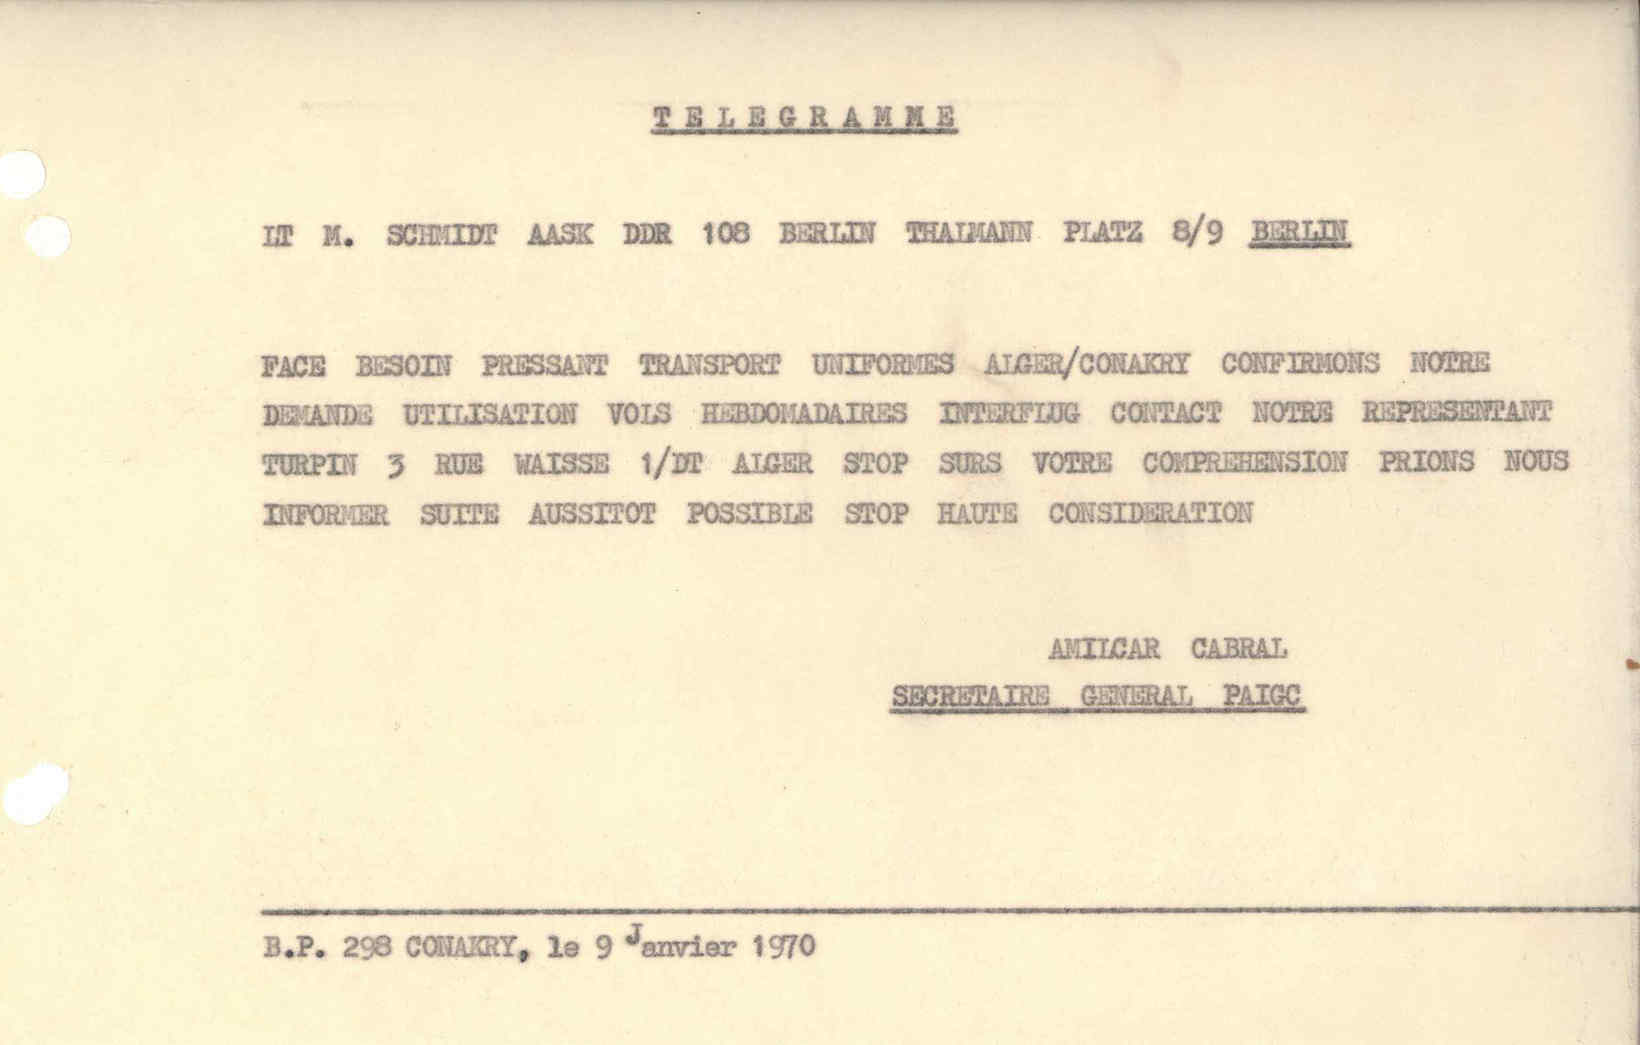 TELEGRAMME
LT M. SCHMIDT AASK DDR 108 BERLIN THALMANN PLATZ 8/9 BERLIN
FACE BESOIN PRESSANT TRANSPORT UNIFORMES ALGER/CONAKRY CONFIRMONS NOTRE
DEMANDE UTILISATION VOLS HEBDOMADAIRES INTERFLUG CONTACT NOTRE REPRESENTANT
TURPIN 3 RUE WAISSE 1/DT ALGER STOP SURS VOTRE COMPREHENSION PRIONS NOUS
INFORMER SUITE AUSSITOT POSSIBLE STOP HAUTE CONSIDERATION
AMILCAR CABRAL
SECRETAIRE GENERAL PAIGC
B.P. 298 CONAKRY, le 9 Janvier 1970